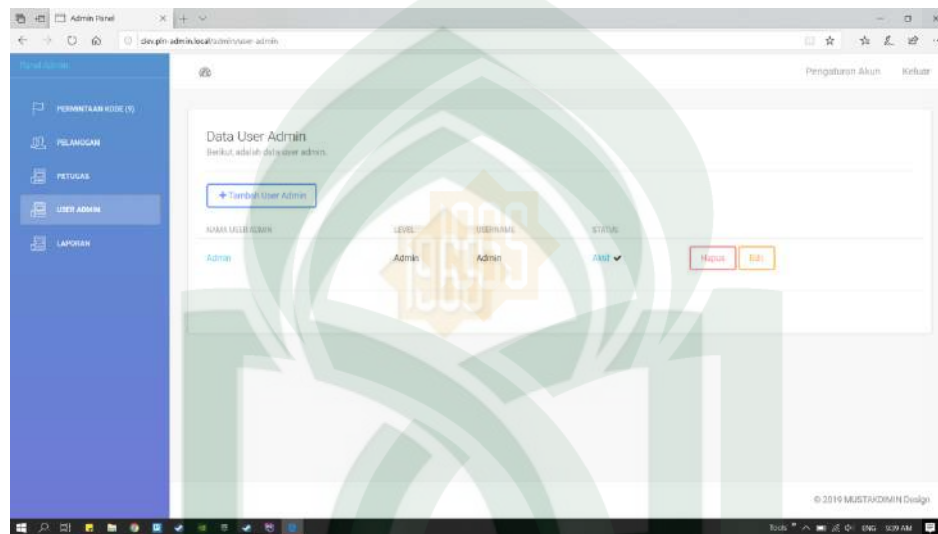 Admin Panel
dev.pln-admin.local/admin/user-admin
Panel Admin
Pengaturan Akun Keluar
PERMINTAAN KODE (9)
PELANGGAN
PETUGAS
USER ADMIN
LAPORAN
Data User Admin
Berikut adalah data user admin.
+ Tambah User Admin
NAMA USER ADMIN LEVEL USERNAME STATUS
Admin Admin Admin Aktif ✔ Hapus Edit
© 2019 MUSTAKDIMIN Design
Tools ENG 5:09 AM